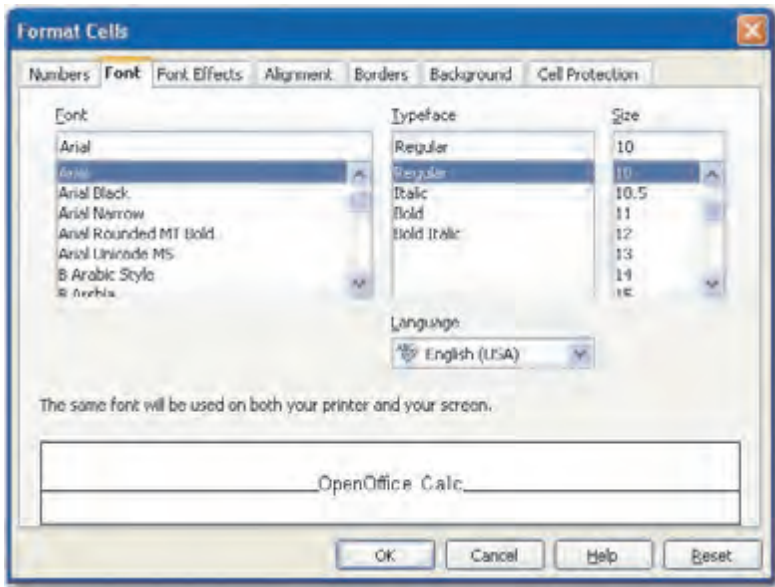 Format Cells
Numbers Font Font Effects Alignment Borders Background Cell Protection
Font Typeface Size
Arial Regular 10
Arial Regular 10
Arial Black Italic 10.5
Arial Narrow Bold 11
Arial Rounded MT Bold Bold Italic 12
Arial Unicode MS 13
B Arabic Style 14
B 15
Language
English (USA)
The same font will be used on both your printer and your screen.
OpenOffice Calc
OK Cancel Help Reset